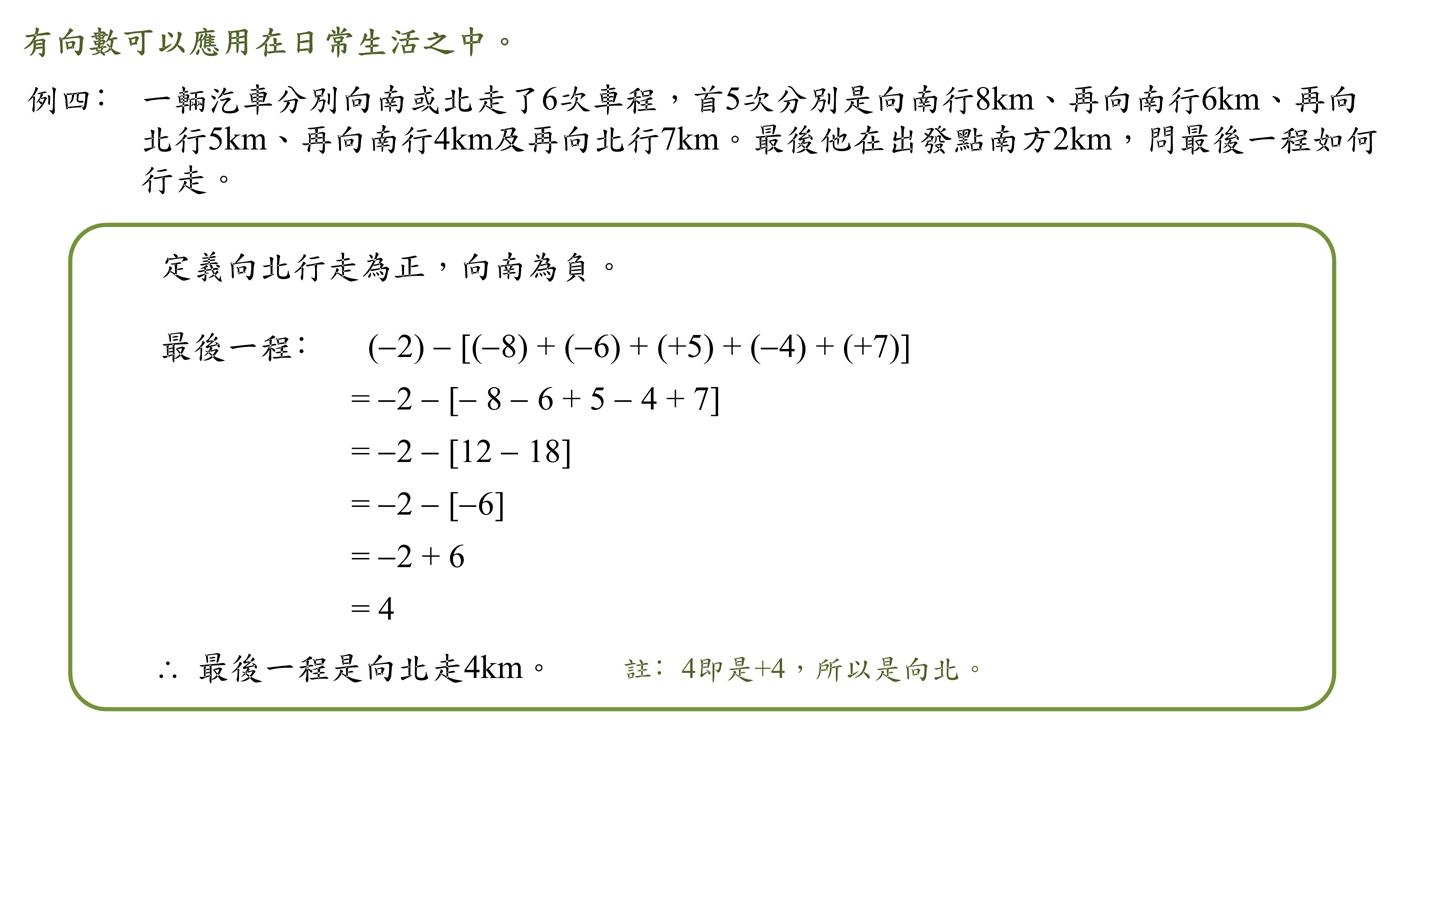 有向數可以應用在日常生活之中。
例四： 一輛汽車分別向南或北走了6次車程，首5次分別是向南行8km、再向南行6km、再向
北行5km、再向南行4km及再向北行7km。最後他在出發點南方2km，問最後一程如何
行走。
定義向北行走為正，向南為負。
最後一程： (–2) – [(–8) + (–6) + (+5) + (–4) + (+7)]
= –2 – [– 8 – 6 + 5 – 4 + 7]
= –2 – [12 – 18]
= –2 – [–6]
= –2 + 6
= 4
∴ 最後一程是向北走4km。 註：4即是+4，所以是向北。